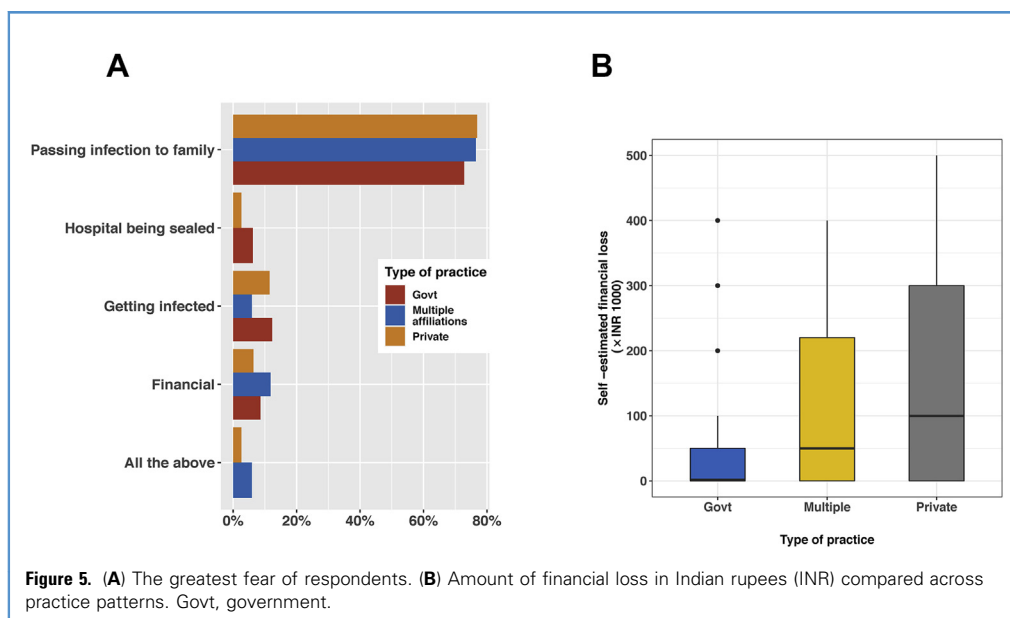 A
Passing infection to family
Hospital being sealed
Getting infected
Financial
All the above
0% 20% 40% 60% 80%
Type of practice
Govt
Multiple
affiliations
Private
B
Self –estimated financial loss
(× INR 1000)
500
400
300
200
100
0
Govt Multiple Private
Type of practice
Figure 5. (A) The greatest fear of respondents. (B) Amount of financial loss in Indian rupees (INR) compared across
practice patterns. Govt, government.